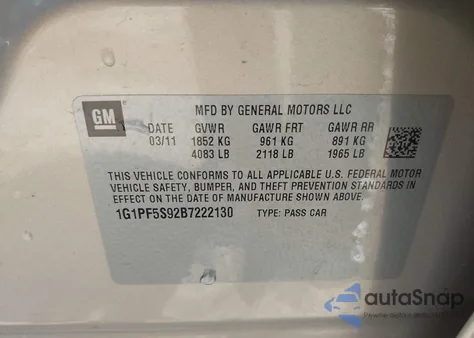 GM
MFD BY GENERAL MOTORS LLC
DATE GVWR GAWR FRT GAWR RR
03/11 1852 KG 961 KG 891 KG
4083 LB 2118 LB 1965 LB
THIS VEHICLE CONFORMS TO ALL APPLICABLE U.S. FEDERAL MOTOR
VEHICLE SAFETY, BUMPER, AND THEFT PREVENTION STANDARDS IN
EFFECT ON THE DATE OF MANUFACTURE SHOWN ABOVE.
1G1PF5S92B7222130 TYPE: PASS CAR
autoSnap